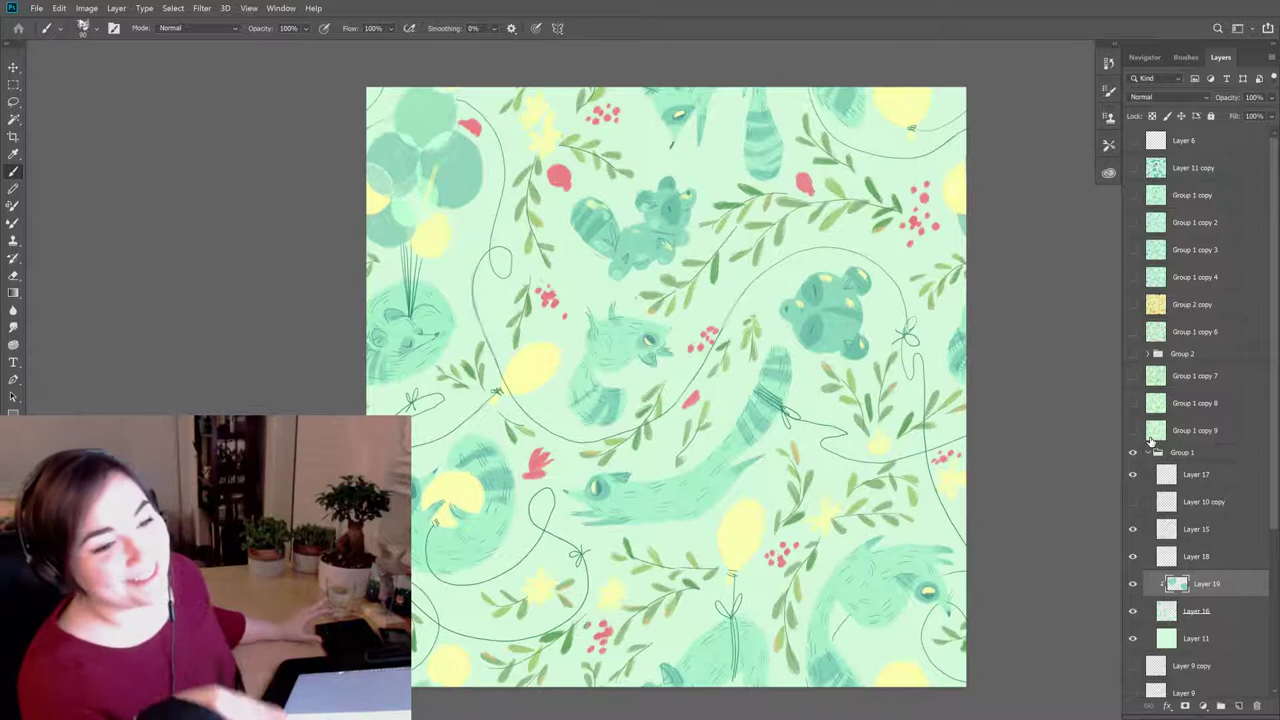 Ps File Edit Image Layer Type Select Filter 3D View Window Help
90 Mode: Normal Opacity: 100% Flow: 100% Smoothing: 0%
Navigator Brushes Layers
Kind
Normal Opacity: 100%
Lock: Fill: 100%
Layer 6
Layer 11 copy
Group 1 copy
Group 1 copy 2
Group 1 copy 3
Group 1 copy 4
Group 2 copy
Group 1 copy 6
Group 2
Group 1 copy 7
Group 1 copy 8
Group 1 copy 9
Group 1
Layer 17
Layer 10 copy
Layer 15
Layer 18
Layer 19
Layer 16
Layer 11
Layer 9 copy
Layer 9
fx